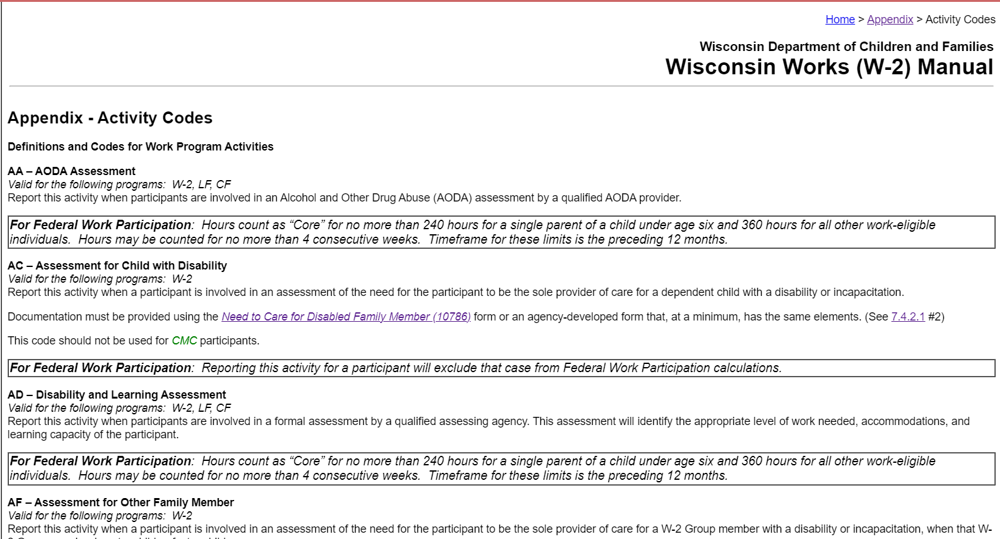 Home > Appendix > Activity Codes
Wisconsin Department of Children and Families
Wisconsin Works (W-2) Manual
Appendix - Activity Codes
Definitions and Codes for Work Program Activities
AA – AODA Assessment
Valid for the following programs:  W-2, LF, CF
Report this activity when participants are involved in an Alcohol and Other Drug Abuse (AODA) assessment by a qualified AODA provider.
For Federal Work Participation:  Hours count as “Core” for no more than 240 hours for a single parent of a child under age six and 360 hours for all other work-eligible
individuals.  Hours may be counted for no more than 4 consecutive weeks.  Timeframe for these limits is the preceding 12 months.
AC – Assessment for Child with Disability
Valid for the following programs:  W-2
Report this activity when a participant is involved in an assessment of the need for the participant to be the sole provider of care for a dependent child with a disability or incapacitation.
Documentation must be provided using the Need to Care for Disabled Family Member (10786) form or an agency-developed form that, at a minimum, has the same elements. (See 7.4.2.1 #2)
This code should not be used for CMC participants.
For Federal Work Participation:  Reporting this activity for a participant will exclude that case from Federal Work Participation calculations.
AD – Disability and Learning Assessment
Valid for the following programs:  W-2, LF, CF
Report this activity when participants are involved in a formal assessment by a qualified assessing agency. This assessment will identify the appropriate level of work needed, accommodations, and
learning capacity of the participant.
For Federal Work Participation:  Hours count as “Core” for no more than 240 hours for a single parent of a child under age six and 360 hours for all other work-eligible
individuals.  Hours may be counted for no more than 4 consecutive weeks.  Timeframe for these limits is the preceding 12 months.
AF – Assessment for Other Family Member
Valid for the following programs:  W-2
Report this activity when a participant is involved in an assessment of the need for the participant to be the sole provider of care for a W-2 Group member with a disability or incapacitation, when that W-